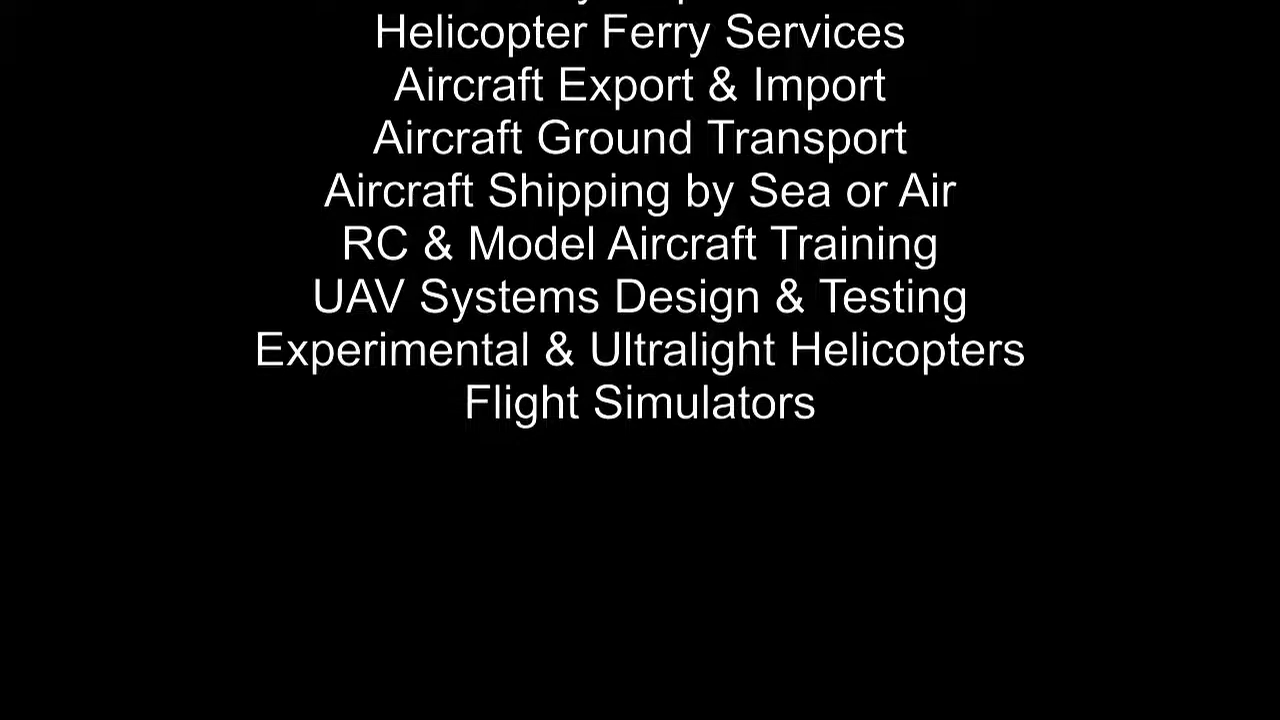 Helicopter Ferry Services
Aircraft Export & Import
Aircraft Ground Transport
Aircraft Shipping by Sea or Air
RC & Model Aircraft Training
UAV Systems Design & Testing
Experimental & Ultralight Helicopters
Flight Simulators